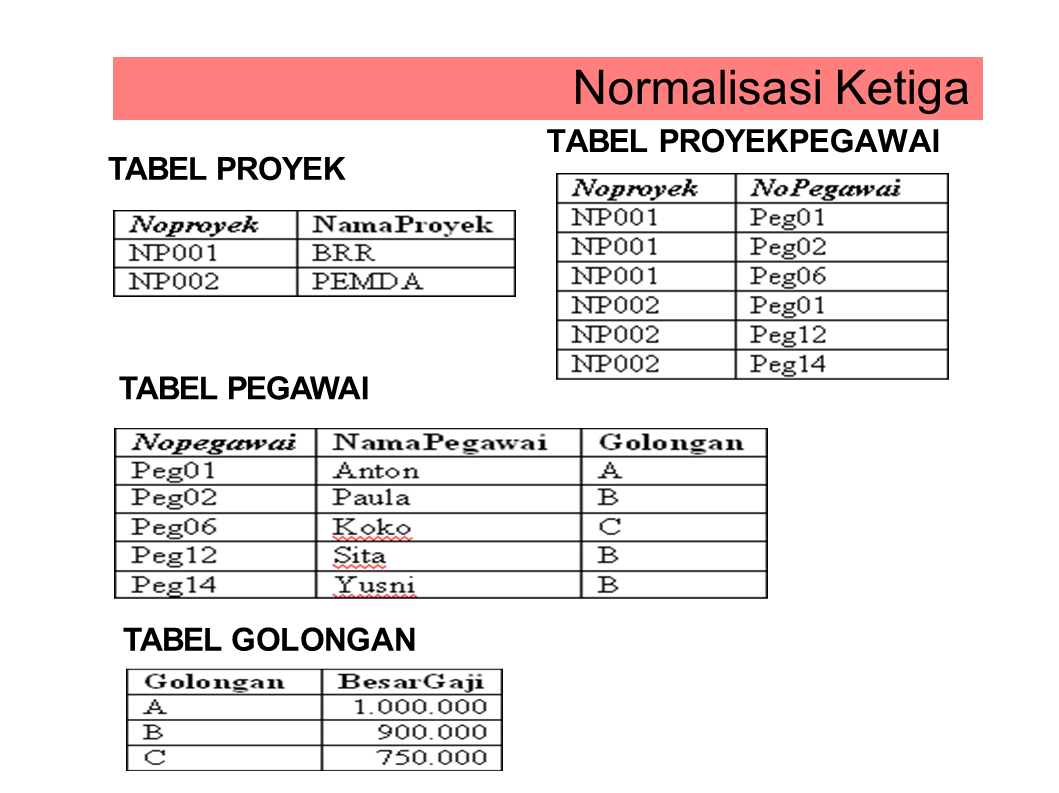 Normalisasi Ketiga
TABEL PROYEK
Noproyek NamaProyek
NP001 BRR
NP002 PEMDA
TABEL PROYEKPEGAWAI
Noproyek NoPegawai
NP001 Peg01
NP001 Peg02
NP001 Peg06
NP002 Peg01
NP002 Peg12
NP002 Peg14
TABEL PEGAWAI
Nopegawai NamaPegawai Golongan
Peg01 Anton A
Peg02 Paula B
Peg06 Koko C
Peg12 Sita B
Peg14 Yusni B
TABEL GOLONGAN
Golongan BesarGaji
A 1.000.000
B 900.000
C 750.000